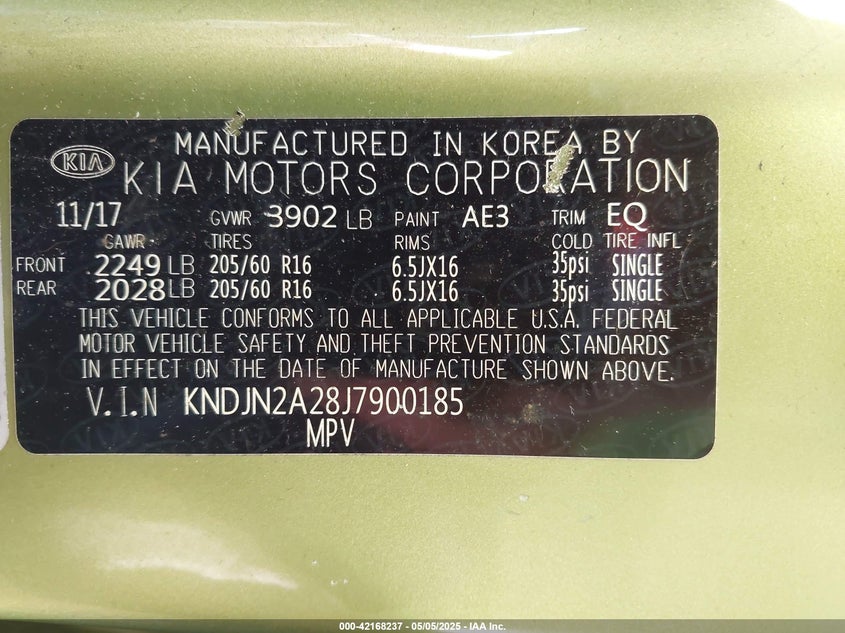 MANUFACTURED IN KOREA BY
KIA KIA MOTORS CORPORATION
11/17 GVWR 3902 LB PAINT AE3 TRIM EQ
GAWR TIRES RIMS COLD TIRE INFL
FRONT 2249 LB 205/60 R16 6.5JX16 35psi SINGLE
REAR 2028 LB 205/60 R16 6.5JX16 35psi SINGLE
THIS VEHICLE CONFORMS TO ALL APPLICABLE U.S.A. FEDERAL
MOTOR VEHICLE SAFETY AND THEFT PREVENTION STANDARDS
IN EFFECT ON THE DATE OF MANUFACTURE SHOWN ABOVE.
V.I.N KNDJN2A28J7900185
MPV
000-42168237 - 05/05/2025 - IAA Inc.